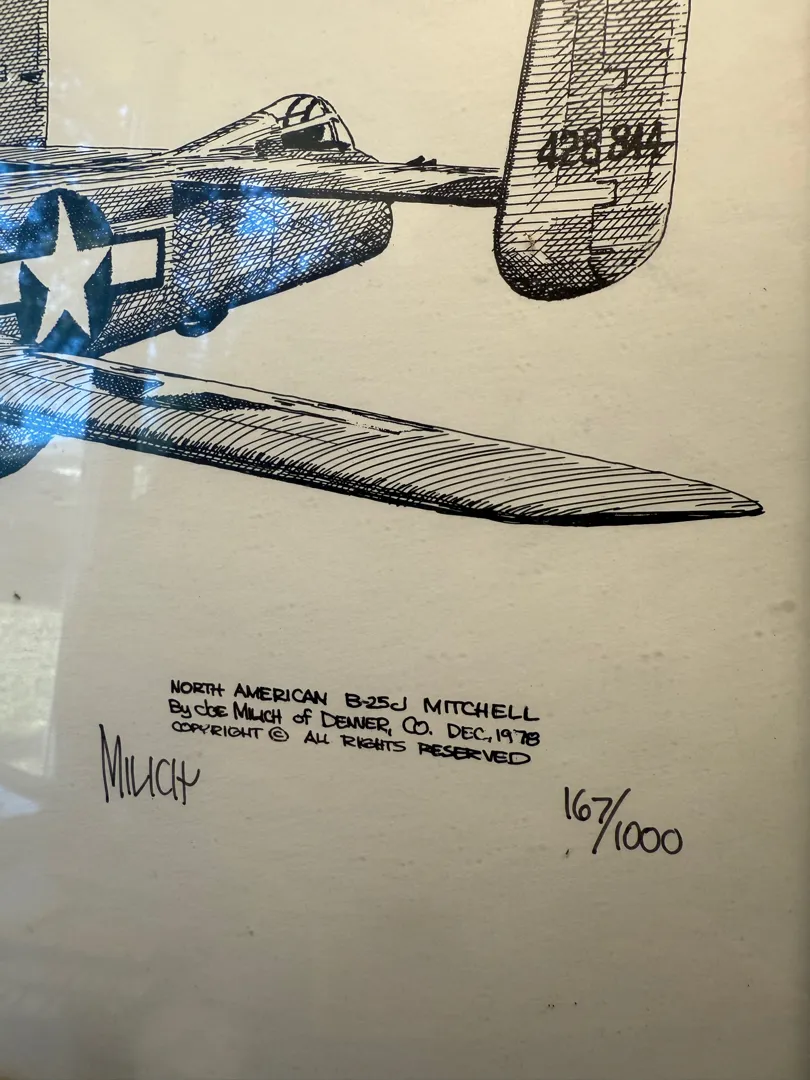 428844
NORTH AMERICAN B-25J MITCHELL
By JOE MILICH of DENVER, CO. DEC, 1978
COPYRIGHT © ALL RIGHTS RESERVED
MILICH
167/1000